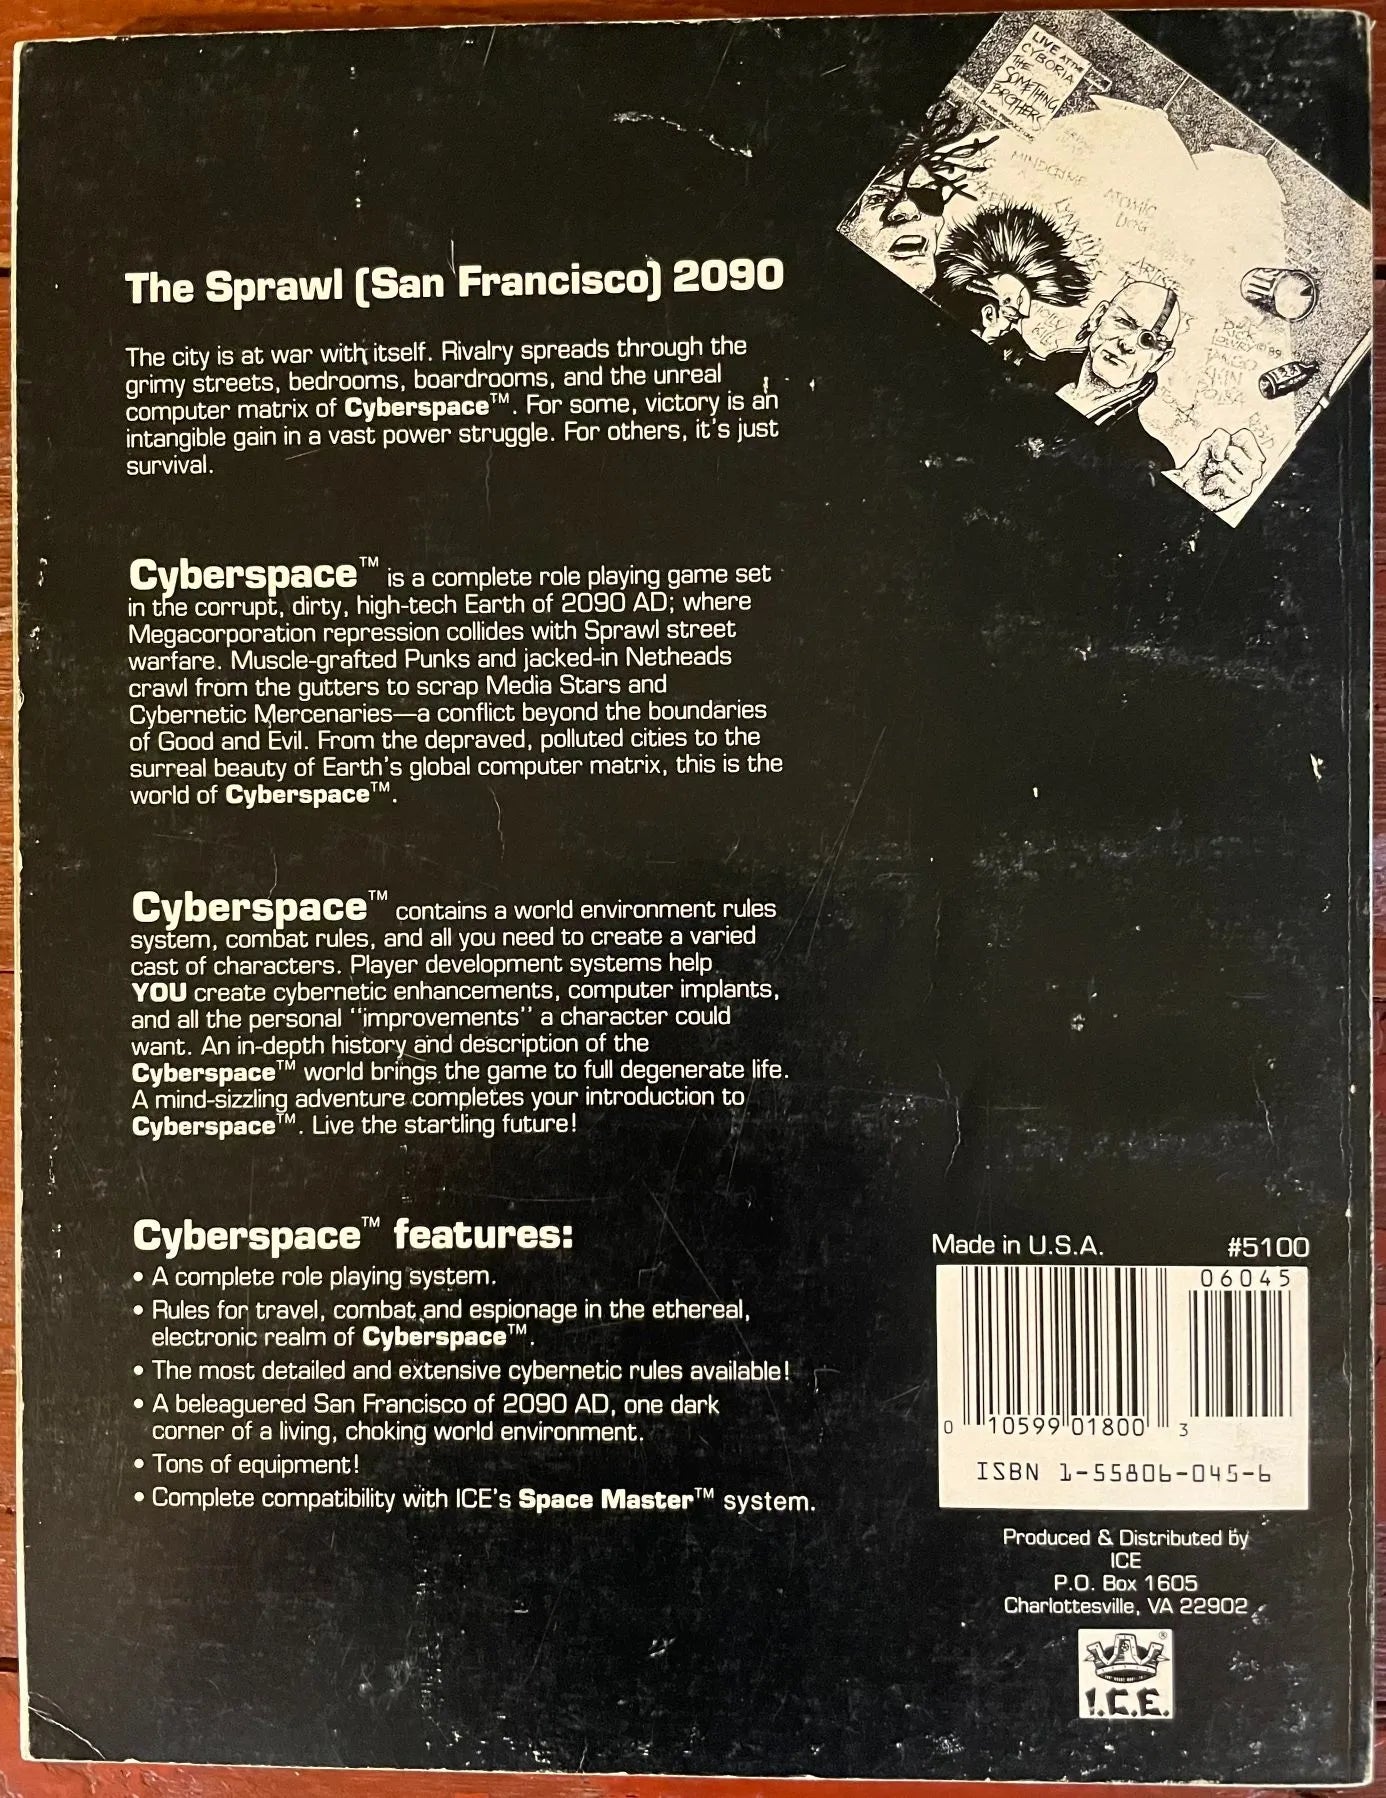 LIVE AT THE
CYBORIA
THE
SOMETHING
BROTHERS
MINDCRIME
ATOMIC
DOG
The Sprawl (San Francisco) 2090
The city is at war with itself. Rivalry spreads through the
grimy streets, bedrooms, boardrooms, and the unreal
computer matrix of Cyberspace™. For some, victory is an
intangible gain in a vast power struggle. For others, it's just
survival.
Cyberspace™ is a complete role playing game set
in the corrupt, dirty, high-tech Earth of 2090 AD; where
Megacorporation repression collides with Sprawl street
warfare. Muscle-grafted Punks and jacked-in Netheads
crawl from the gutters to scrap Media Stars and
Cybernetic Mercenaries—a conflict beyond the boundaries
of Good and Evil. From the depraved, polluted cities to the
surreal beauty of Earth's global computer matrix, this is the
world of Cyberspace™.
Cyberspace™ contains a world environment rules
system, combat rules, and all you need to create a varied
cast of characters. Player development systems help
YOU create cybernetic enhancements, computer implants,
and all the personal "improvements" a character could
want. An in-depth history and description of the
Cyberspace™ world brings the game to full degenerate life.
A mind-sizzling adventure completes your introduction to
Cyberspace™. Live the startling future!
Cyberspace™ features:
• A complete role playing system.
• Rules for travel, combat and espionage in the ethereal,
electronic realm of Cyberspace™.
• The most detailed and extensive cybernetic rules available!
• A beleaguered San Francisco of 2090 AD, one dark
corner of a living, choking world environment.
• Tons of equipment!
• Complete compatibility with ICE's Space Master™ system.
Made in U.S.A. #5100
06045
0 10599 01800 3
ISBN 1-55806-045-6
Produced & Distributed by
ICE
P.O. Box 1605
Charlottesville, VA 22902
I.C.E.